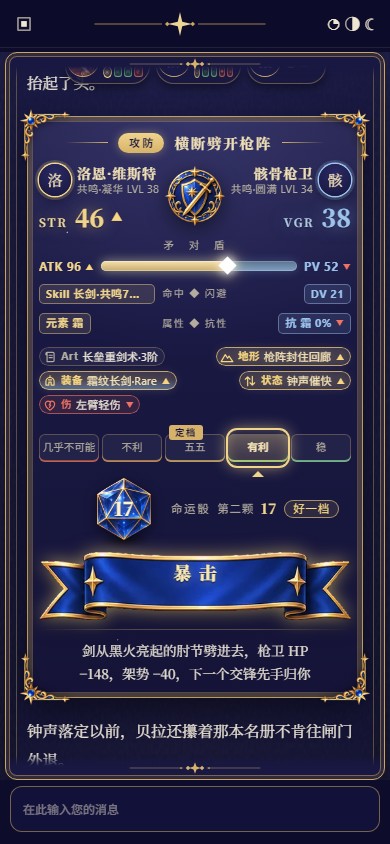 抬起了头。
攻防 横断劈开枪阵
洛 洛恩·维斯特
共鸣·凝华 LVL 38
骸骨枪卫 骸
共鸣·圆满 LVL 34
STR 46 ▲
VGR 38
矛 对 盾
ATK 96 ▲
PV 52 ▼
Skill 长剑·共鸣7... 命中 ◆ 闪避 DV 21
元素 霜 属性 ◆ 抗性 抗 霜 0% ▼
Art 长垒重剑术·3阶
地形 枪阵封住回廊 ▲
装备 霜纹长剑·Rare ▲
状态 钟声催快 ▲
伤 左臂轻伤 ▼
定档
几乎不可能 不利 五五 有利 稳
17 命运骰 第二颗 17 好一档
暴击
剑从黑火亮起的肘节劈进去，枪卫 HP
−148，架势 −40，下一个交锋先手归你
钟声落定以前，贝拉还攥着那本名册不肯往闸门
外退。
在此输入您的消息